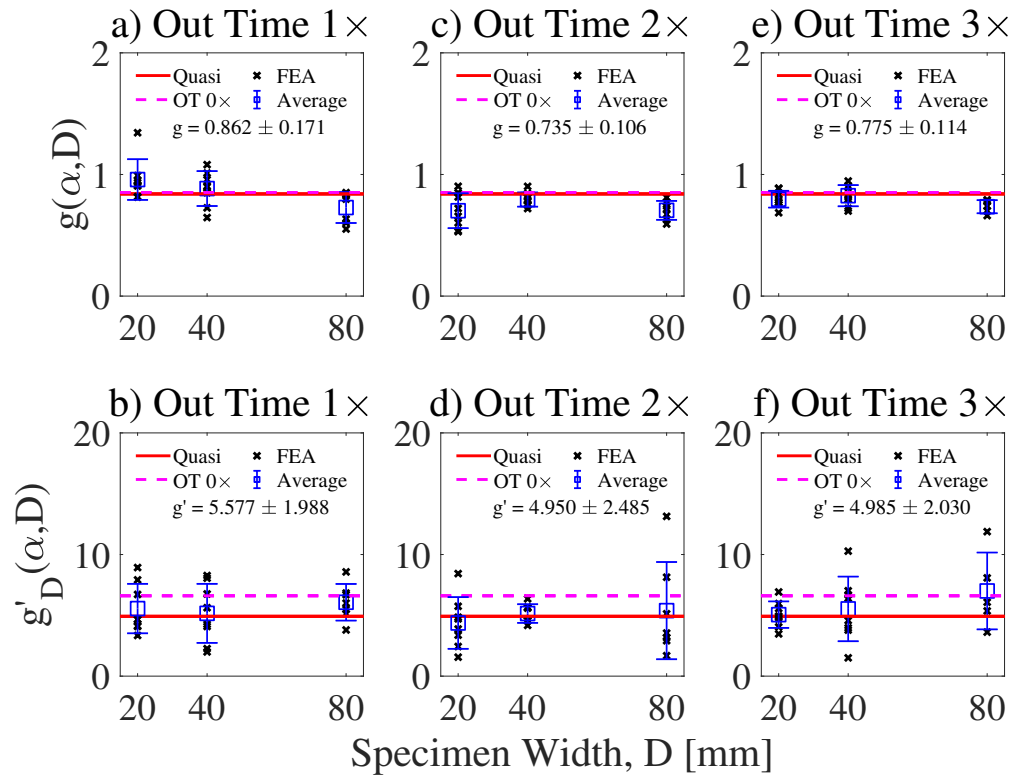 a) Out Time 1×
c) Out Time 2×
e) Out Time 3×
g(α,D)
2
1
0
Quasi
FEA
OT 0×
Average
g = 0.862 ± 0.171
20
40
80
2
1
0
Quasi
FEA
OT 0×
Average
g = 0.735 ± 0.106
20
40
80
2
1
0
Quasi
FEA
OT 0×
Average
g = 0.775 ± 0.114
20
40
80
b) Out Time 1×
d) Out Time 2×
f) Out Time 3×
g'D(α,D)
20
10
0
Quasi
FEA
OT 0×
Average
g' = 5.577 ± 1.988
20
40
80
20
10
0
Quasi
FEA
OT 0×
Average
g' = 4.950 ± 2.485
20
40
80
20
10
0
Quasi
FEA
OT 0×
Average
g' = 4.985 ± 2.030
20
40
80
Specimen Width, D [mm]